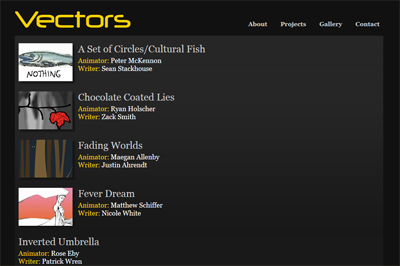 Vectors
About Projects Gallery Contact
A Set of Circles/Cultural Fish
Animator: Peter McKennon
Writer: Sean Stackhouse
NOTHING
Chocolate Coated Lies
Animator: Ryan Holscher
Writer: Zack Smith
Fading Worlds
Animator: Maegan Allenby
Writer: Justin Ahrendt
Fever Dream
Animator: Matthew Schiffer
Writer: Nicole White
Inverted Umbrella
Animator: Rose Eby
Writer: Patrick Wren